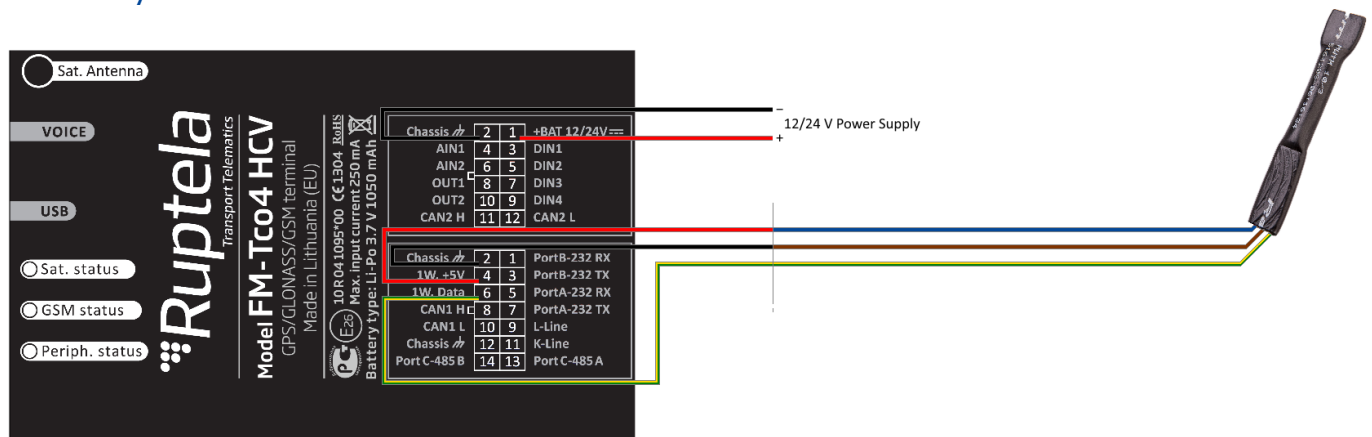 Sat. Antenna
VOICE
USB
Sat. status
GSM status
Periph. status
Ruptela
Transport Telematics
Model FM-Tco4 HCV
GPS/GLONASS/GSM terminal
Made in Lithuania (EU)
E26 10R041095*00 CE1304 RoHS
Max. input current 250 mA
Battery type: Li-Po 3.7 V 1050 mAh
Chassis 2 1 +BAT 12/24V
AIN1 4 3 DIN1
AIN2 6 5 DIN2
OUT1 8 7 DIN3
OUT2 10 9 DIN4
CAN2 H 11 12 CAN2 L
Chassis 2 1 PortB-232 RX
1W. +5V 4 3 PortB-232 TX
1W. Data 6 5 PortA-232 RX
CAN1 H 8 7 PortA-232 TX
CAN1 L 10 9 L-Line
Chassis 12 11 K-Line
Port C-485 B 14 13 Port C-485 A
−
12/24 V Power Supply
+